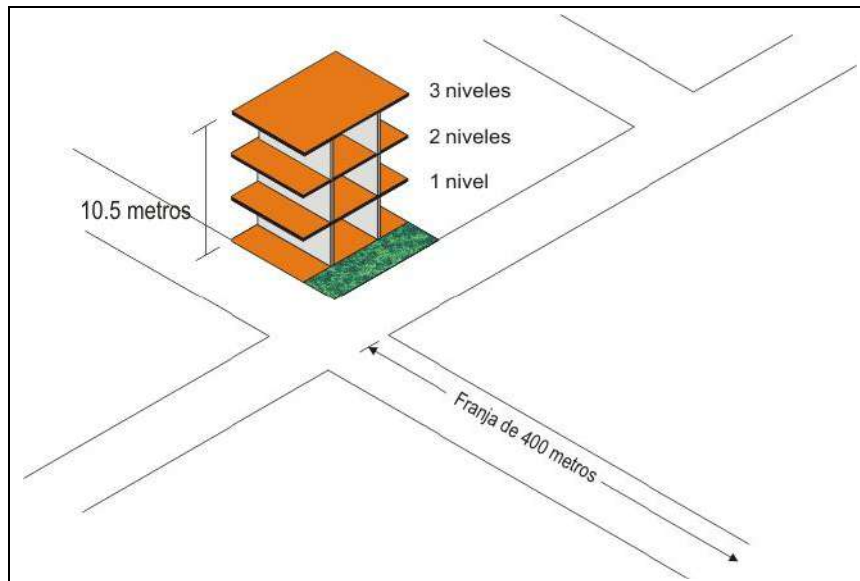 3 niveles
2 niveles
1 nivel
10.5 metros
Franja de 400 metros